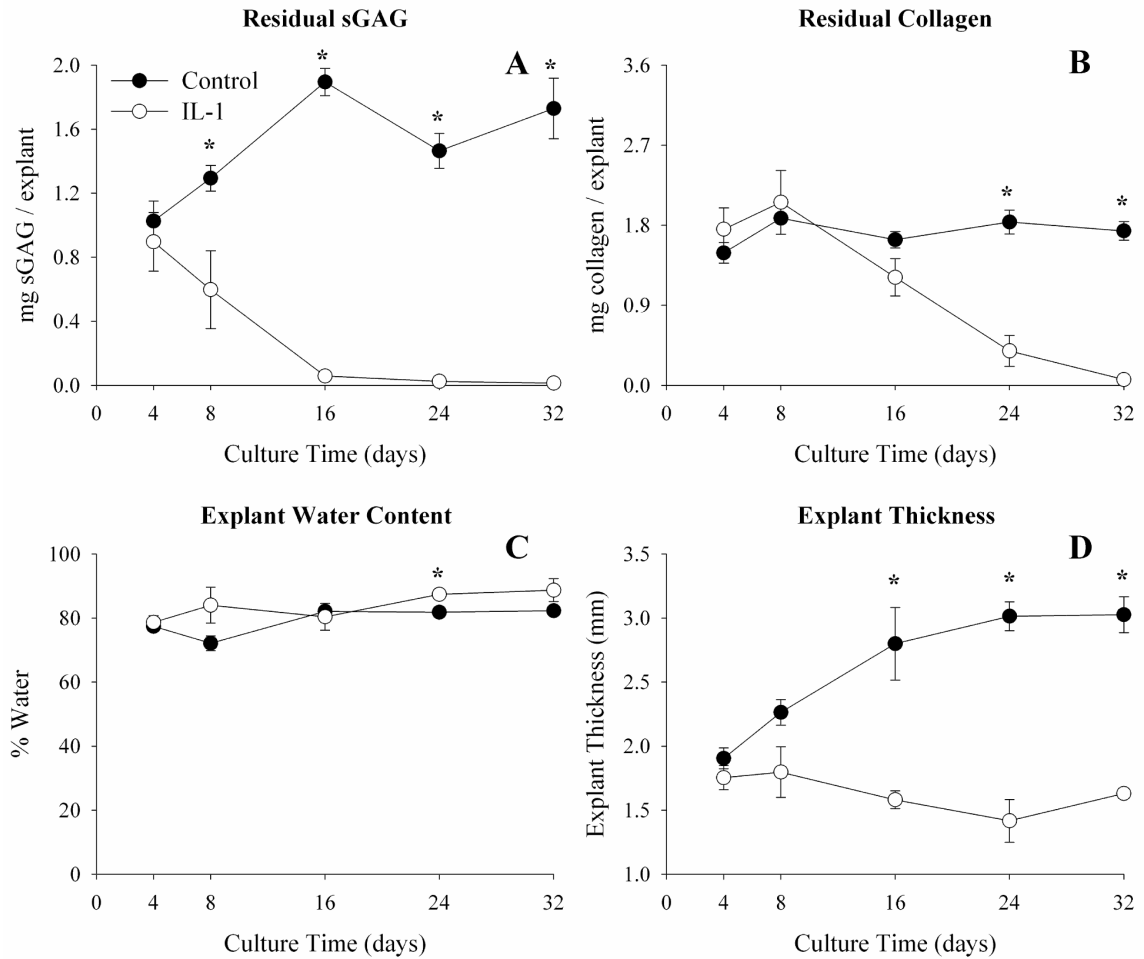 Residual sGAG
A
Control
IL-1
mg sGAG / explant
2.0
1.6
1.2
0.8
0.4
0.0
*
*
*
*
0 4 8 16 24 32
Culture Time (days)
Residual Collagen
B
mg collagen / explant
3.6
2.7
1.8
0.9
0.0
*
*
0 4 8 16 24 32
Culture Time (days)
Explant Water Content
C
% Water
100
80
60
40
20
0
*
0 4 8 16 24 32
Culture Time (days)
Explant Thickness
D
Explant Thickness (mm)
3.5
3.0
2.5
2.0
1.5
1.0
*
*
*
0 4 8 16 24 32
Culture Time (days)